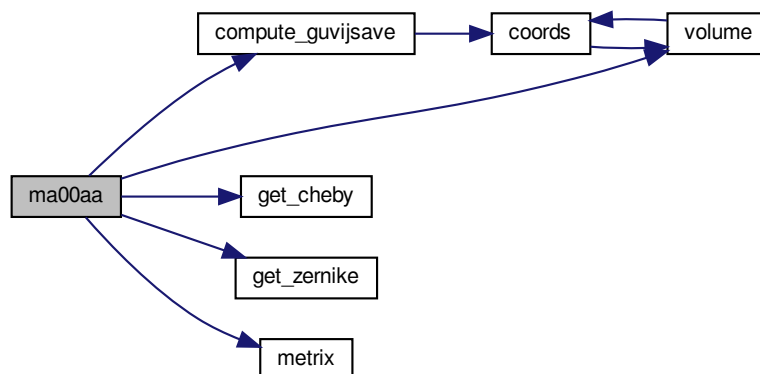 compute_guvijsave
coords
volume
ma00aa
get_cheby
get_zernike
metrix